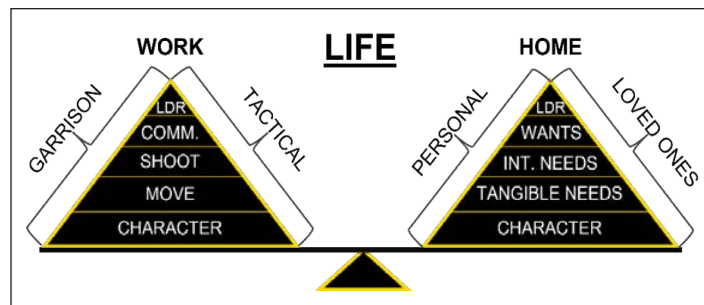 WORK
LIFE
HOME
GARRISON
TACTICAL
LDR
COMM.
SHOOT
MOVE
CHARACTER
PERSONAL
LOVED ONES
LDR
WANTS
INT. NEEDS
TANGIBLE NEEDS
CHARACTER